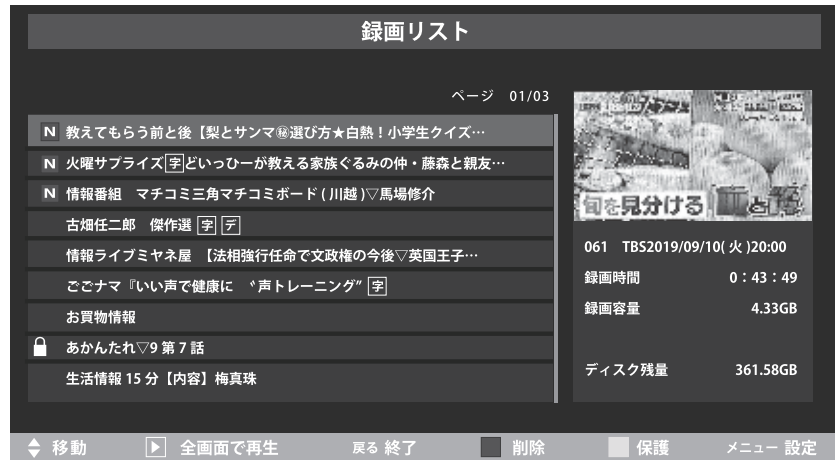 録画リスト
ページ 01/03
N 教えてもらう前と後【梨とサンマ㊙選び方★白熱！小学生クイズ…
N 火曜サプライズ字どいっひーが教える家族ぐるみの仲・藤森と親友…
N 情報番組 マチコミ三角マチコミボード(川越)▽馬場修介
古畑任二郎 傑作選 字 デ
情報ライブミヤネ屋 【法相強行任命で文政権の今後▽英国王子…
ごごナマ『いい声で健康に 〝声トレーニング” 字
お買物情報
あかんたれ▽9 第7話
生活情報15分【内容】梅真珠
旬を見分ける
061 TBS2019/09/10(火)20:00
録画時間 0：43：49
録画容量 4.33GB
ディスク残量 361.58GB
移動 全画面で再生 戻る 終了 削除 保護 メニュー 設定